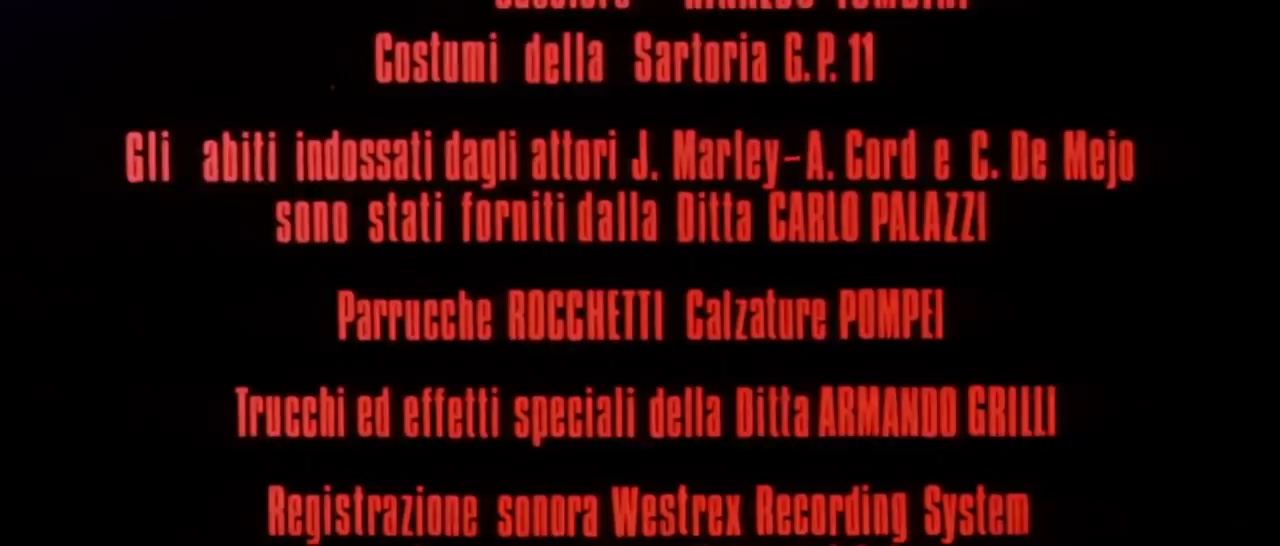 Costumi della Sartoria G.P. 11
Gli abiti indossati dagli attori J. Marley-A. Cord e C. De Mejo
sono stati forniti dalla Ditta CARLO PALAZZI
Parrucche ROCCHETTI Calzature POMPEI
Trucchi ed effetti speciali della Ditta ARMANDO GRILLI
Registrazione sonora Westrex Recording System